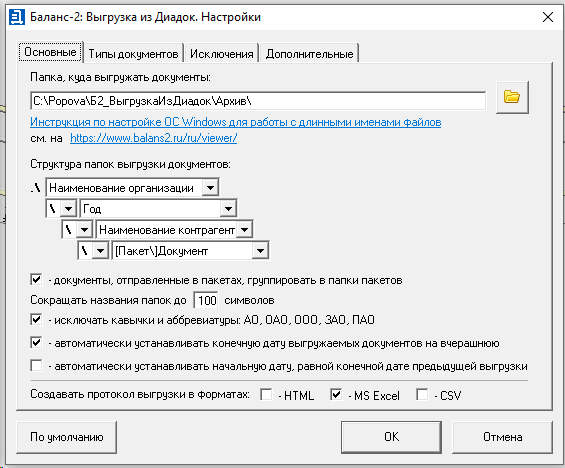 Баланс-2: Выгрузка из Диадок. Настройки
Основные Типы документов Исключения Дополнительные
Папка, куда выгружать документы:
C:\Popova\Б2_ВыгрузкаИзДиадок\Архив\
Инструкция по настройке ОС Windows для работы с длинными именами файлов
см. на https://www.balans2.ru/ru/viewer/
Структура папок выгрузки документов:
.\ Наименование организации
\ Год
\ Наименование контрагент
\ [Пакет\]Документ
- документы, отправленные в пакетах, группировать в папки пакетов
Сокращать названия папок до 100 символов
- исключать кавычки и аббревиатуры: АО, ОАО, ООО, ЗАО, ПАО
- автоматически устанавливать конечную дату выгружаемых документов на вчерашнюю
- автоматически устанавливать начальную дату, равной конечной дате предыдущей выгрузки
Создавать протокол выгрузки в форматах: - HTML - MS Excel - CSV
По умолчанию ОК Отмена